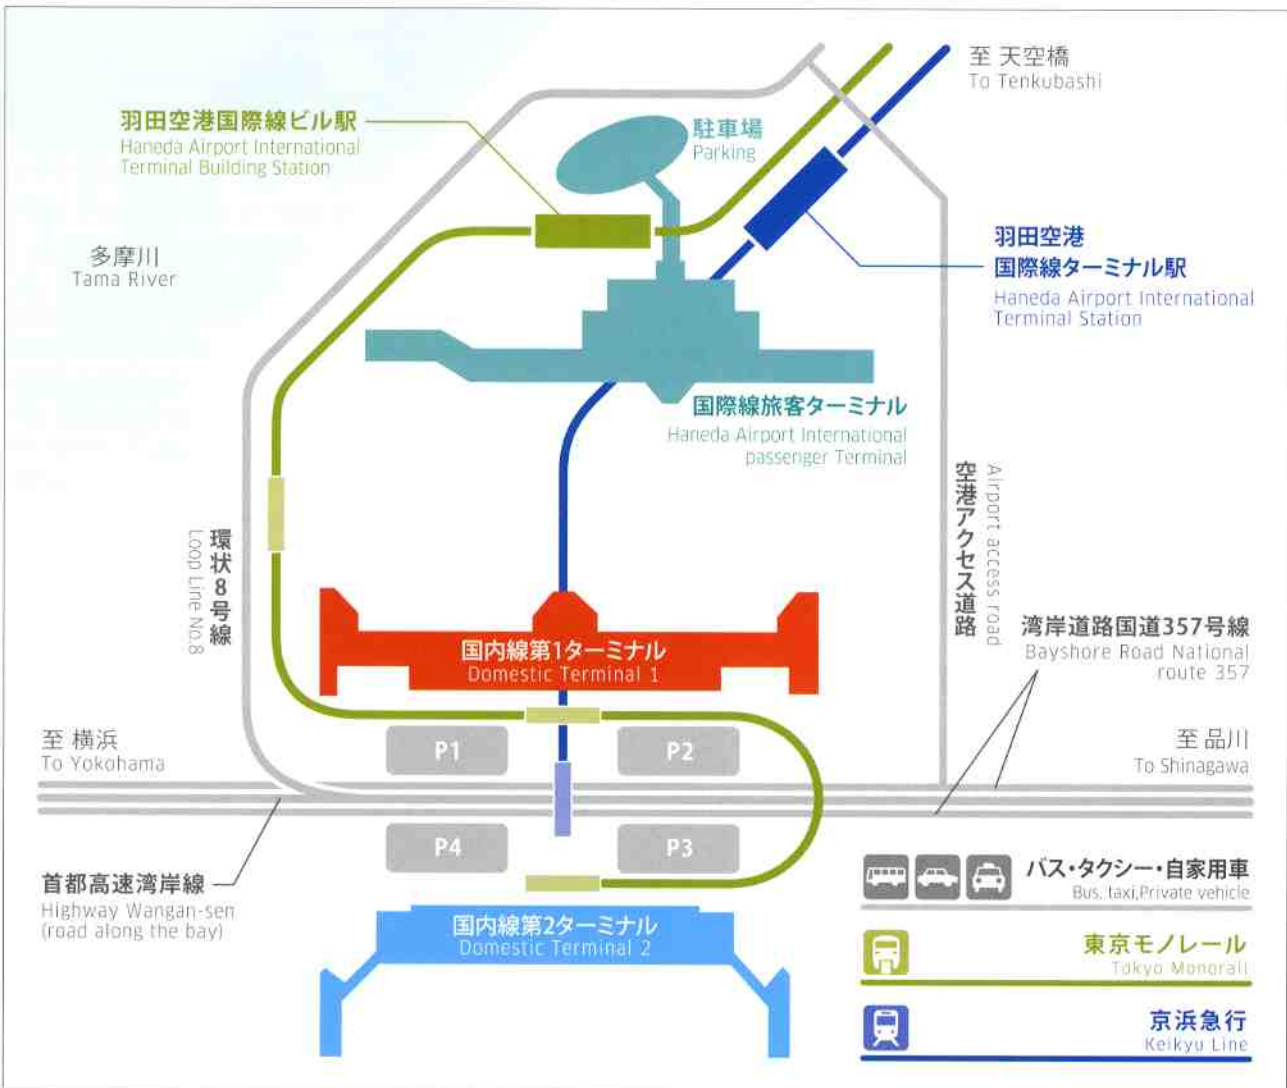 至 天空橋
To Tenkubashi
羽田空港国際線ビル駅
Haneda Airport International
Terminal Building Station
駐車場
Parking
多摩川
Tama River
羽田空港
国際線ターミナル駅
Haneda Airport International
Terminal Station
国際線旅客ターミナル
Haneda Airport International
passenger Terminal
環状8号線
Loop Line No.8
空港アクセス道路
Airport access road
国内線第1ターミナル
Domestic Terminal 1
湾岸道路国道357号線
Bayshore Road National
route 357
至 横浜
To Yokohama
P1
P2
至 品川
To Shinagawa
P4
P3
首都高速湾岸線
Highway Wangan-sen
(road along the bay)
国内線第2ターミナル
Domestic Terminal 2
バス・タクシー・自家用車
Bus, taxi,Private vehicle
東京モノレール
Tokyo Monorail
京浜急行
Keikyu Line